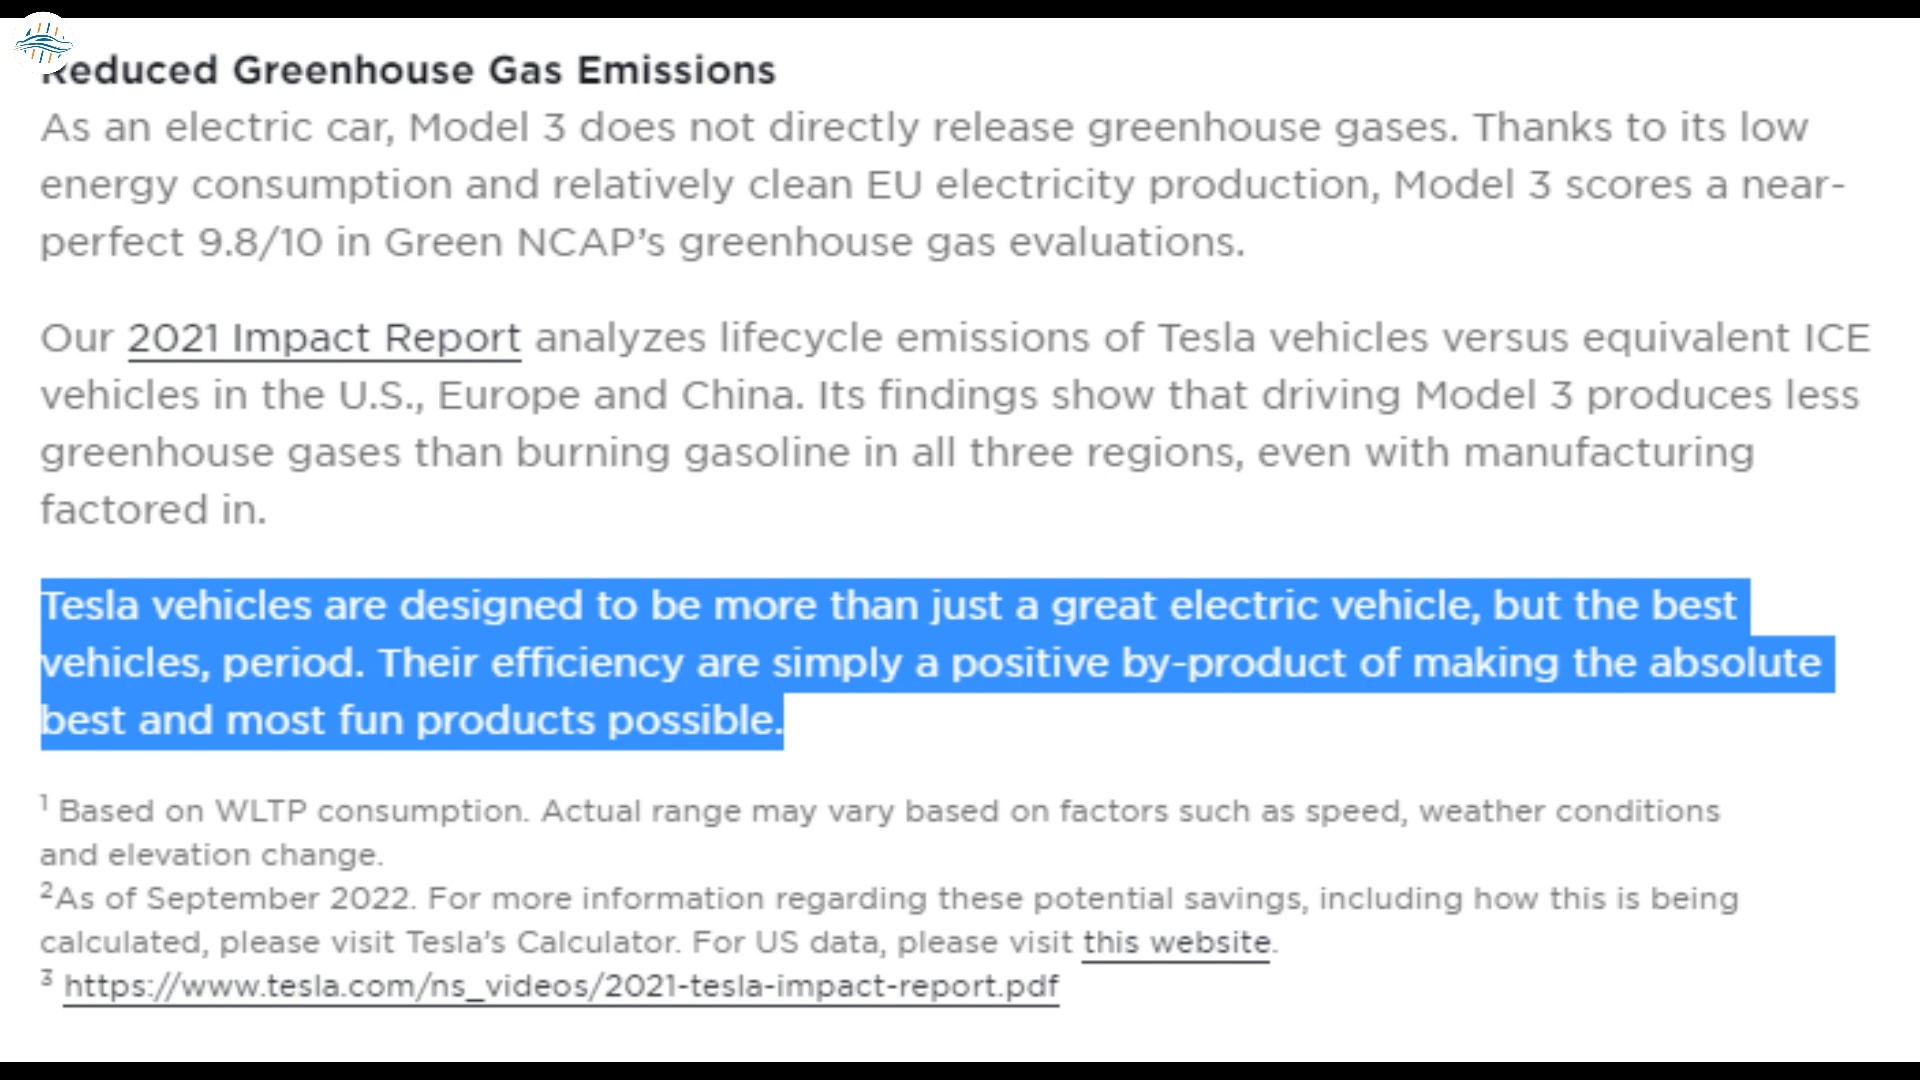 Reduced Greenhouse Gas Emissions
As an electric car, Model 3 does not directly release greenhouse gases. Thanks to its low
energy consumption and relatively clean EU electricity production, Model 3 scores a near-
perfect 9.8/10 in Green NCAP’s greenhouse gas evaluations.
Our 2021 Impact Report analyzes lifecycle emissions of Tesla vehicles versus equivalent ICE
vehicles in the U.S., Europe and China. Its findings show that driving Model 3 produces less
greenhouse gases than burning gasoline in all three regions, even with manufacturing
factored in.
Tesla vehicles are designed to be more than just a great electric vehicle, but the best
vehicles, period. Their efficiency are simply a positive by-product of making the absolute
best and most fun products possible.
1 Based on WLTP consumption. Actual range may vary based on factors such as speed, weather conditions
and elevation change.
2As of September 2022. For more information regarding these potential savings, including how this is being
calculated, please visit Tesla’s Calculator. For US data, please visit this website.
3 https://www.tesla.com/ns_videos/2021-tesla-impact-report.pdf